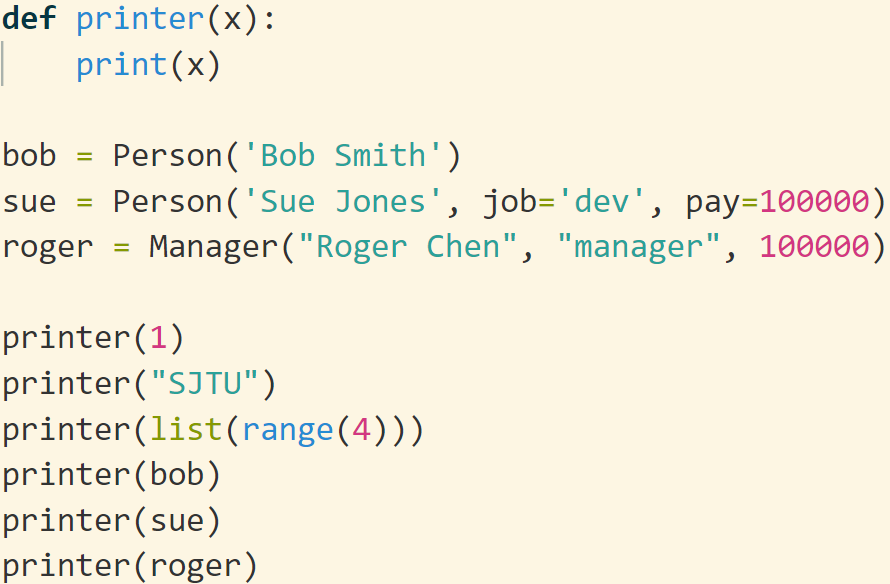 def printer(x):
    print(x)
bob = Person('Bob Smith')
sue = Person('Sue Jones', job='dev', pay=100000)
roger = Manager("Roger Chen", "manager", 100000)
printer(1)
printer("SJTU")
printer(list(range(4)))
printer(bob)
printer(sue)
printer(roger)